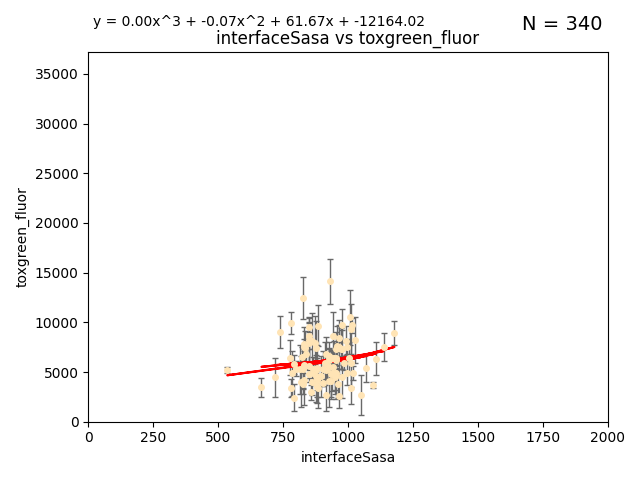 y = 0.00x^3 + -0.07x^2 + 61.67x + -12164.02
N = 340
interfaceSasa vs toxgreen_fluor
35000
30000
25000
20000
15000
10000
5000
0
toxgreen_fluor
0 250 500 750 1000 1250 1500 1750 2000
interfaceSasa